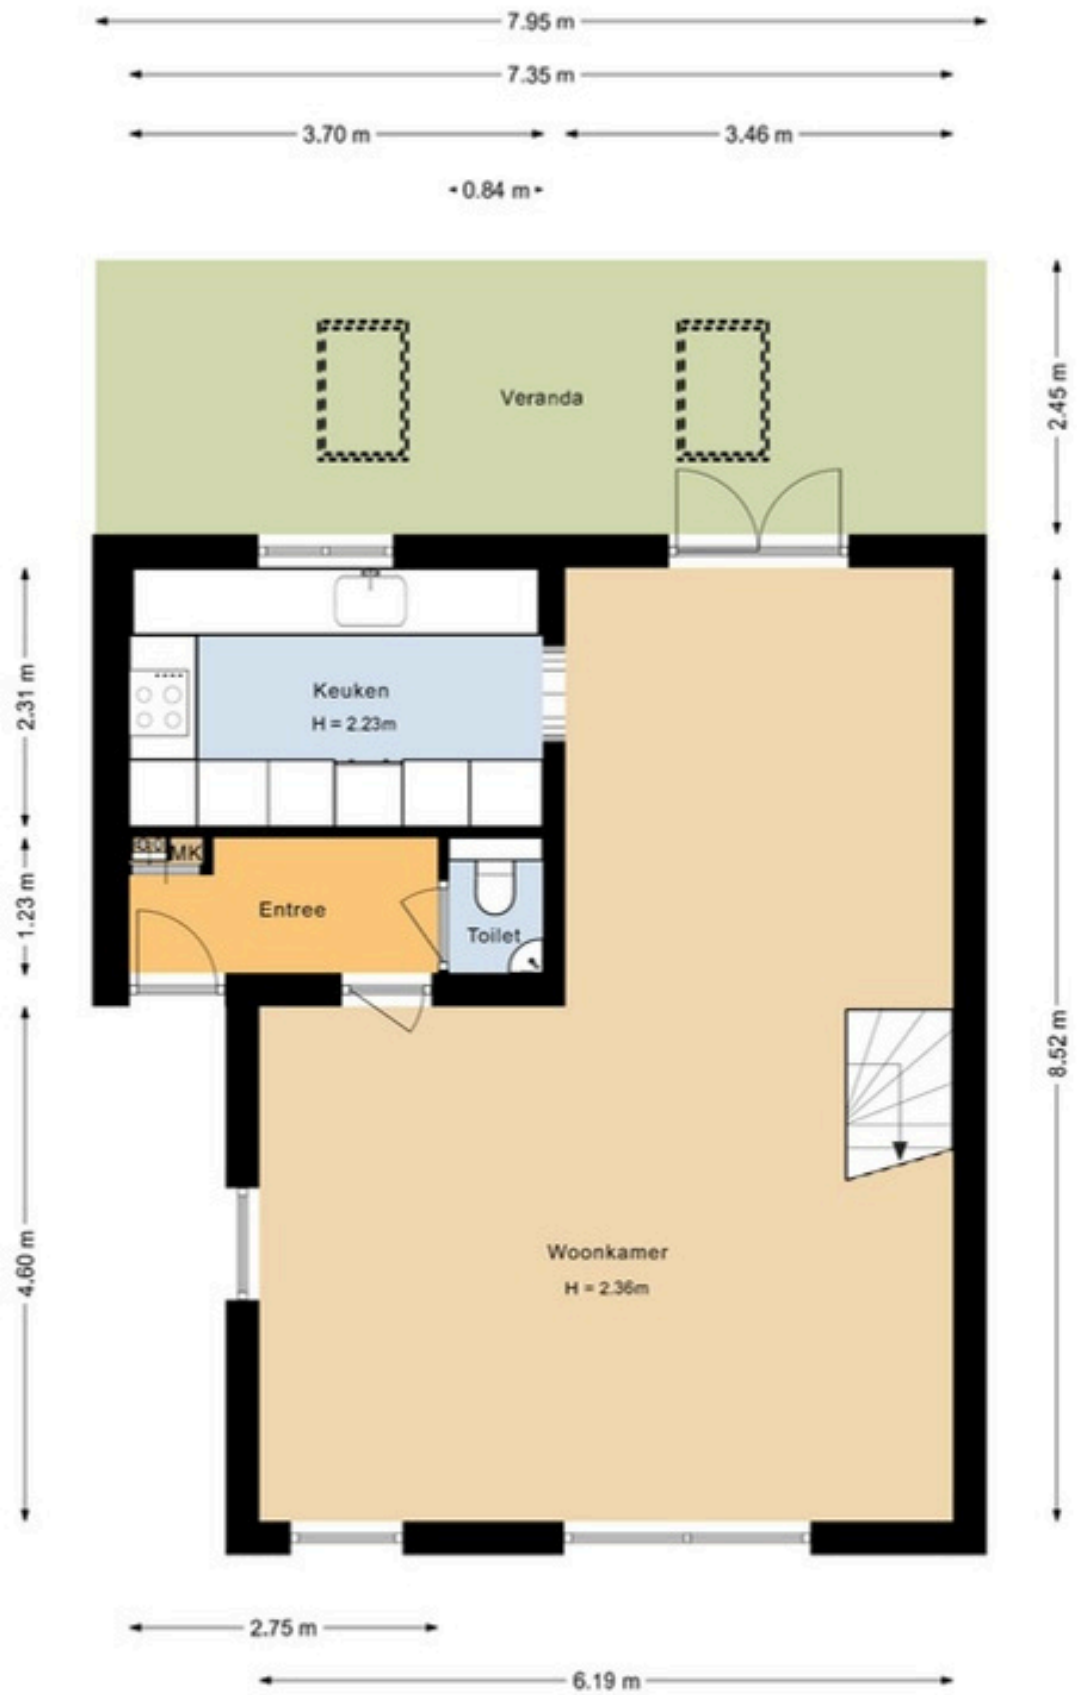 7.95 m
7.35 m
3.70 m
3.46 m
0.84 m
Veranda
2.45 m
2.31 m
Keuken
H = 2.23m
MK
1.23 m
Entree
Toilet
8.52 m
4.60 m
Woonkamer
H = 2.36m
2.75 m
6.19 m